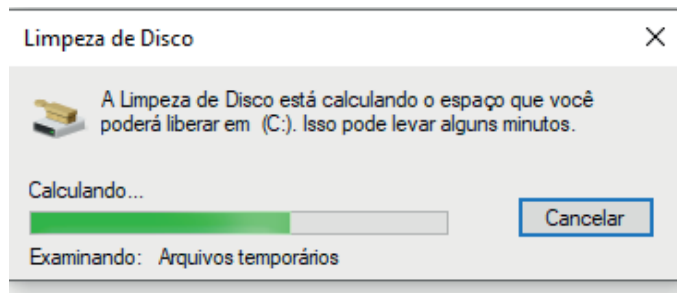 Limpeza de Disco
A Limpeza de Disco está calculando o espaço que você
poderá liberar em (C:). Isso pode levar alguns minutos.
Calculando...
Cancelar
Examinando: Arquivos temporários